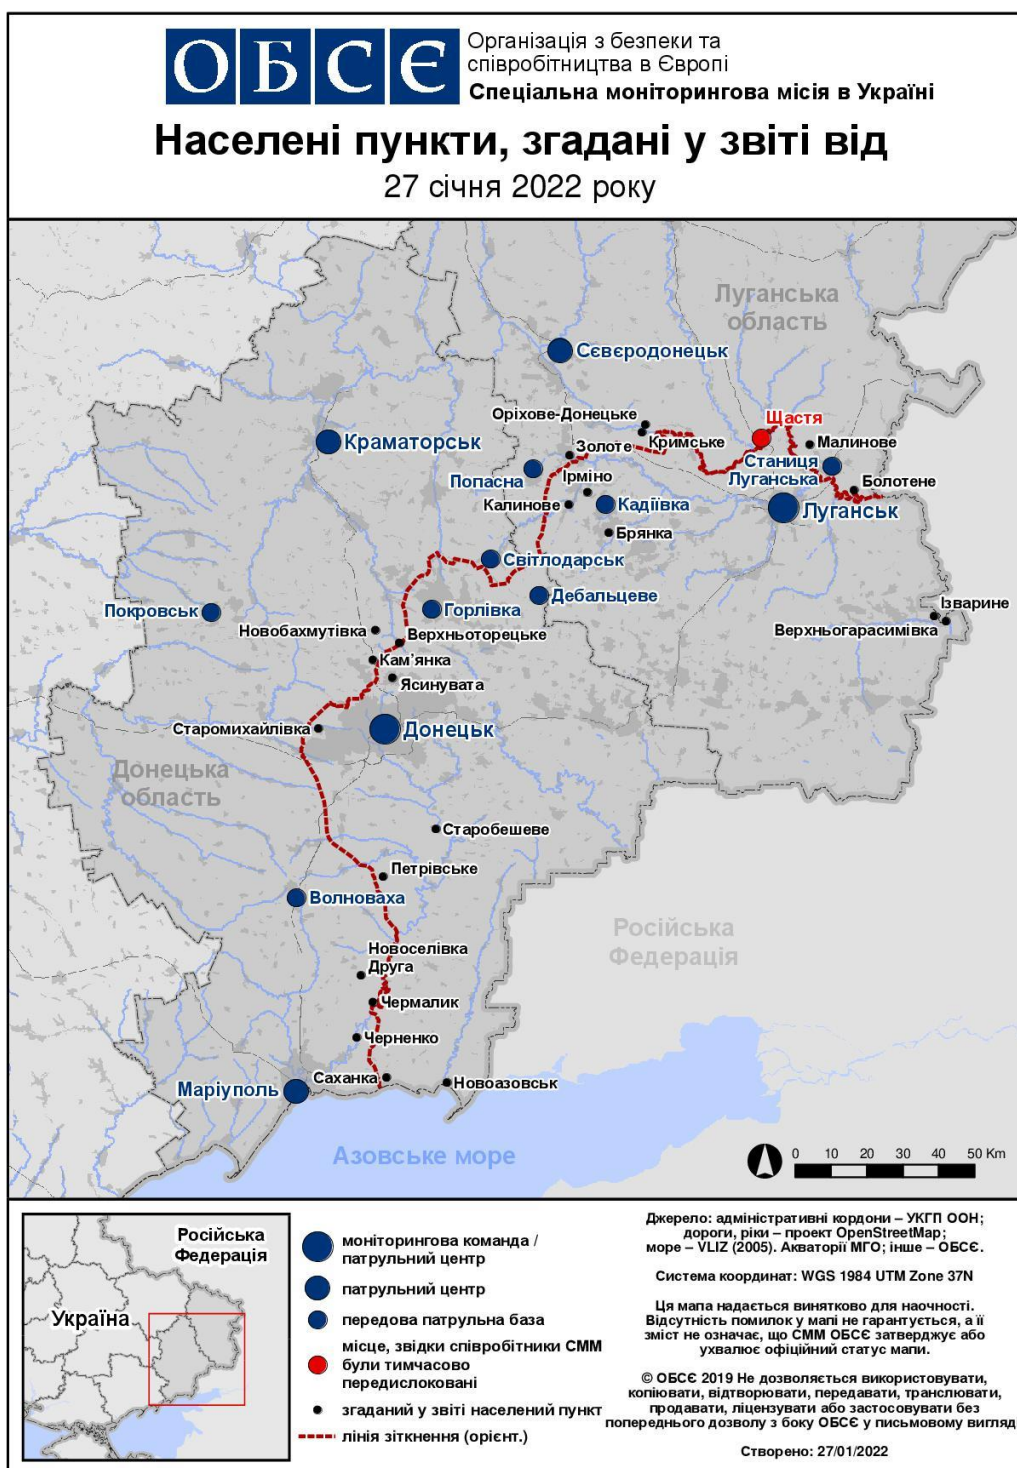 ОБСЄ
Організація з безпеки та
співробітництва в Європі
Спеціальна моніторингова місія в Україні
Населені пункти, згадані у звіті від
27 січня 2022 року
Луганська
область
Сєвєродонецьк
Оріхове-Донецьке
Щастя
Краматорськ
Золоте
Кримське
Малинове
Станиця
Луганська
Попасна
Ірміно
Болотене
Калинове
Кадіївка
Луганськ
Брянка
Світлодарськ
Дебальцеве
Покровськ
Горлівка
Ізварине
Новобахмутівка
Верхньоторецьке
Верхньогарасимівка
Кам'янка
Ясинувата
Старомихайлівка
Донецьк
Донецька
область
Старобешеве
Петрівське
Волноваха
Російська
Федерація
Новоселівка
Друга
Чермалик
Черненко
Саханка
Новоазовськ
Маріуполь
Азовське море
0 10 20 30 40 50 Km
Російська
Федерація
Україна
моніторингова команда /
патрульний центр
патрульний центр
передова патрульна база
місце, звідки співробітники СММ
були тимчасово
передислоковані
згаданий у звіті населений пункт
лінія зіткнення (орієнт.)
Джерело: адміністративні кордони – УКГП ООН;
дороги, ріки – проект OpenStreetMap;
море – VLIZ (2005). Акваторії МГО; інше – ОБСЄ.
Система координат: WGS 1984 UTM Zone 37N
Ця мапа надається винятково для наочності.
Відсутність помилок у мапі не гарантується, а її
зміст не означає, що СММ ОБСЄ затверджує або
ухвалює офіційний статус мапи.
© ОБСЄ 2019 Не дозволяється використовувати,
копіювати, відтворювати, передавати, транслювати,
продавати, ліцензувати або застосовувати без
попереднього дозволу з боку ОБСЄ у письмовому вигляд
Створено: 27/01/2022